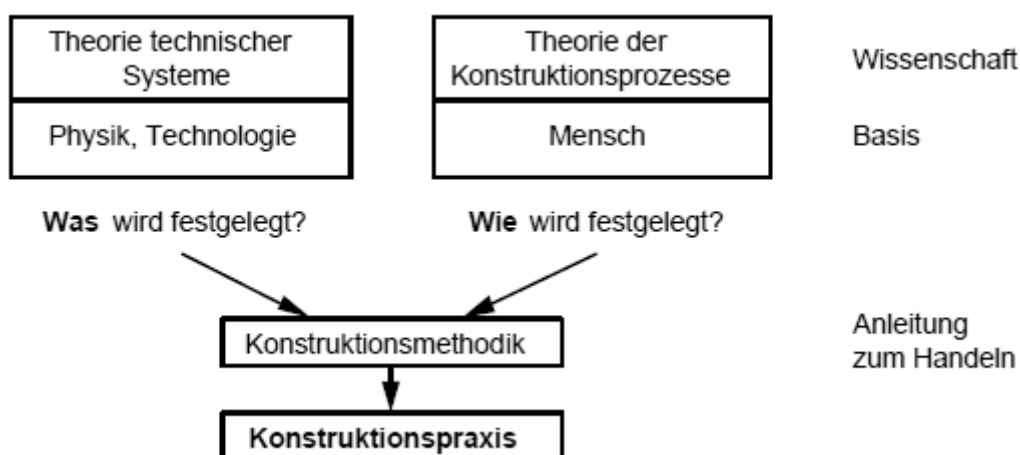 Theorie technischer
Systeme
Theorie der
Konstruktionsprozesse
Wissenschaft
Physik, Technologie
Mensch
Basis
Was wird festgelegt?
Wie wird festgelegt?
Konstruktionsmethodik
Anleitung
zum Handeln
Konstruktionspraxis